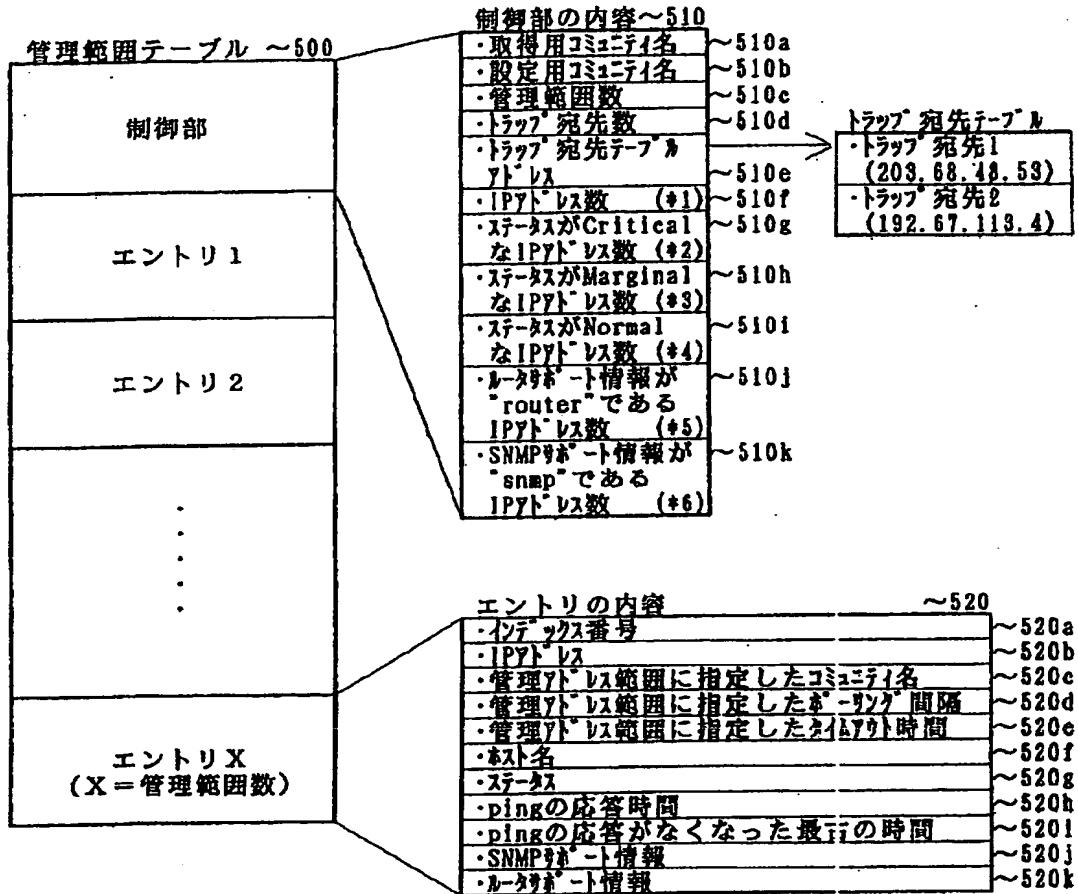 管理範囲テーブル ～500
制御部
エントリ1
エントリ2
エントリX
(X=管理範囲数)
制御部の内容～510
・取得用コミュニティ名 ～510a
・設定用コミュニティ名 ～510b
・管理範囲数 ～510c
・トラップ宛先数 ～510d
・トラップ宛先テーブル
アドレス ～510e
・IPアドレス数 (*1) ～510f
・ステータスがCritical ～510g
なIPアドレス数 (*2)
・ステータスがMarginal ～510h
なIPアドレス数 (*3)
・ステータスがNormal ～510i
なIPアドレス数 (*4)
・ルータサポート情報が ～510j
"router"である
IPアドレス数 (*5)
・SNMPサポート情報が ～510k
"snmp"である
IPアドレス数 (*6)
トラップ宛先テーブル
・トラップ宛先1
(203.68.48.53)
・トラップ宛先2
(192.67.113.4)
エントリの内容 ～520
・インデックス番号 ～520a
・IPアドレス ～520b
・管理アドレス範囲に指定したコミュニティ名 ～520c
・管理アドレス範囲に指定したポーリング間隔 ～520d
・管理アドレス範囲に指定したタイムアウト時間 ～520e
・ホスト名 ～520f
・ステータス ～520g
・pingの応答時間 ～520h
・pingの応答がなくなった最古の時間 ～520i
・SNMPサポート情報 ～520j
・ルータサポート情報 ～520k